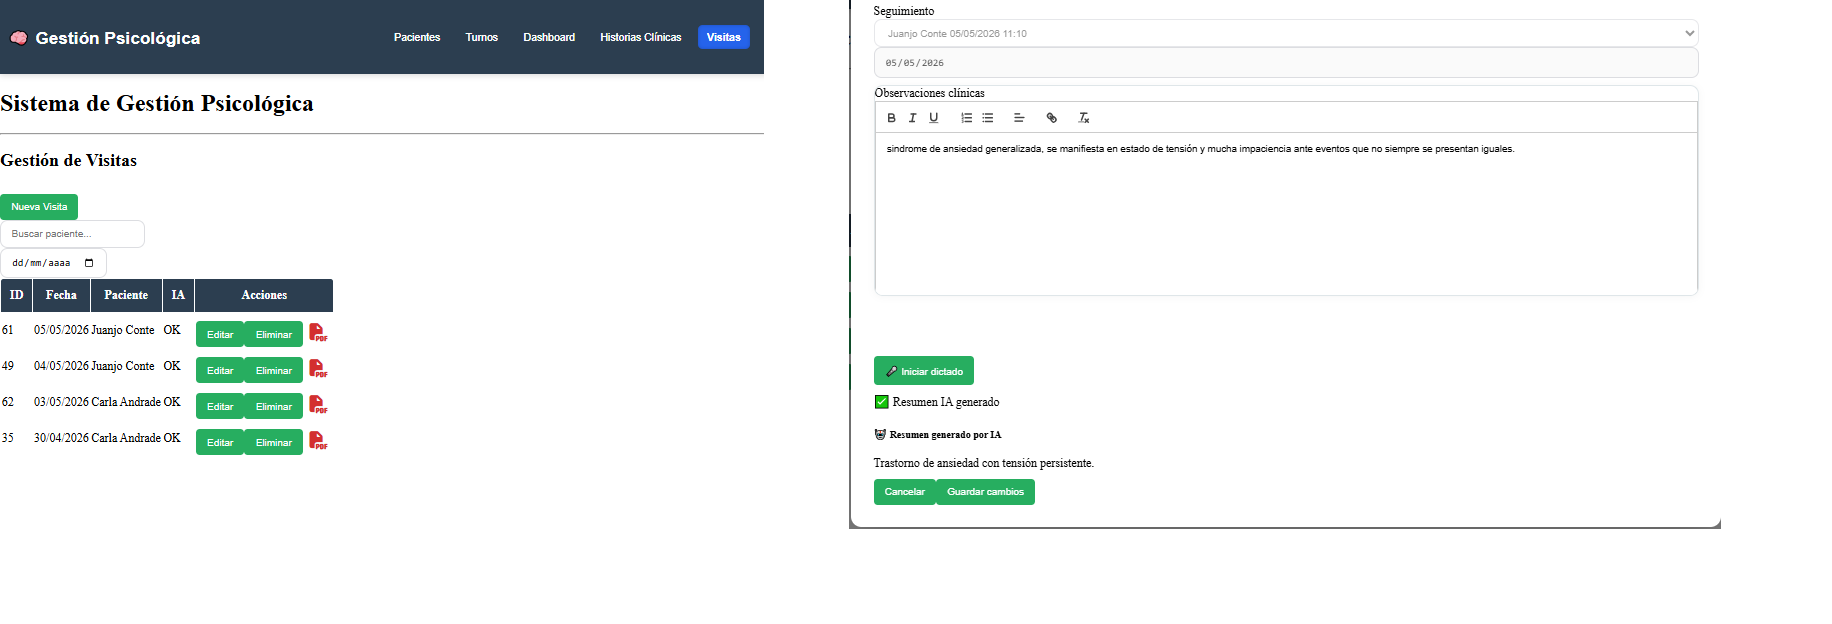 Gestión Psicológica
Pacientes Turnos Dashboard Historias Clínicas Visitas
Sistema de Gestión Psicológica
Gestión de Visitas
Nueva Visita
Buscar paciente...
dd/mm/aaaa
ID Fecha Paciente IA Acciones
61 05/05/2026 Juanjo Conte OK Editar Eliminar PDF
49 04/05/2026 Juanjo Conte OK Editar Eliminar PDF
62 03/05/2026 Carla Andrade OK Editar Eliminar PDF
35 30/04/2026 Carla Andrade OK Editar Eliminar PDF
Seguimiento
Juanjo Conte 05/05/2026 11:10
05/05/2026
Observaciones clínicas
sindrome de ansiedad generalizada, se manifiesta en estado de tensión y mucha impaciencia ante eventos que no siempre se presentan iguales.
Iniciar dictado
Resumen IA generado
Resumen generado por IA
Trastorno de ansiedad con tensión persistente.
Cancelar Guardar cambios